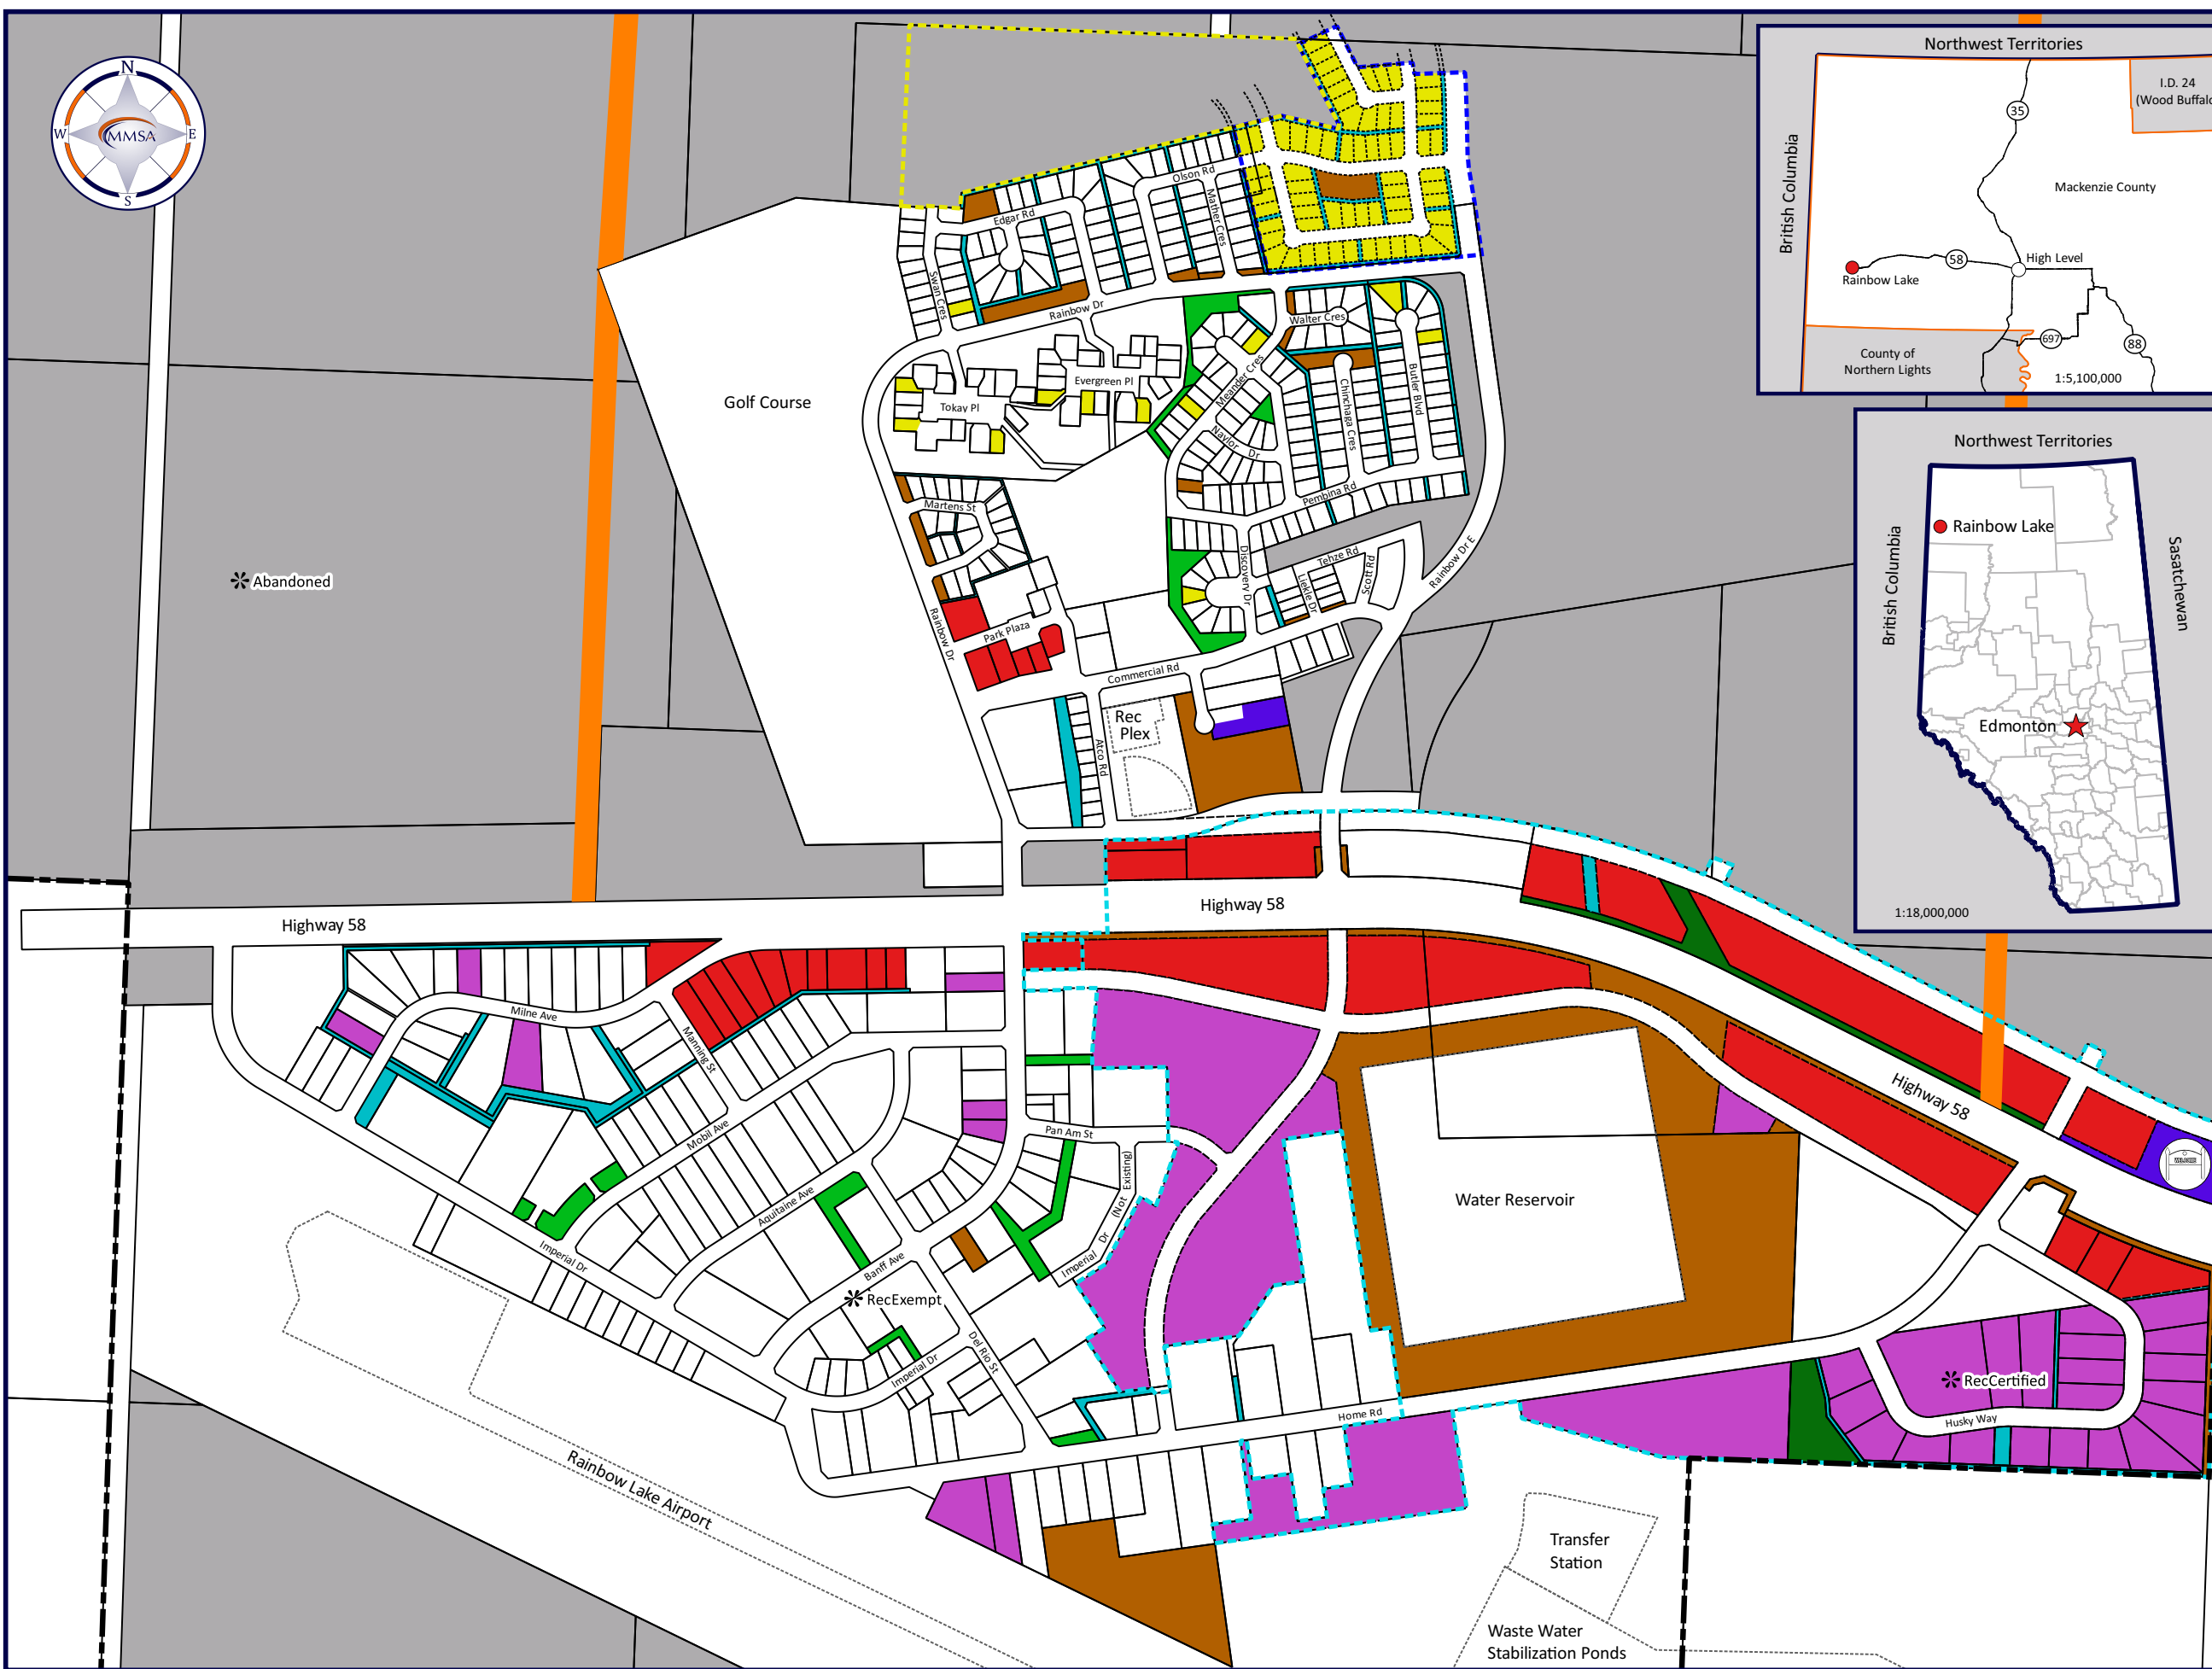 N
W
MMSA
E
S
Northwest Territories
I.D. 24
(Wood Buffalo
35
British Columbia
Mackenzie County
58
High Level
Rainbow Lake
697
88
County of
Northern Lights
1:5,100,000
Northwest Territories
Rainbow Lake
British Columbia
Sasatchewan
Edmonton
1:18,000,000
Olson Rd
Mather Cres
Edgar Rd
Swan Cres
Rainbow Dr
Walter Cres
Golf Course
Evergreen Pl
Meander Cres
Chinchaga Cres
Butler Blvd
Tokay Pl
Naylor Dr
Pembina Rd
Martens St
Abandoned
Discovery Dr
Tehze Rd
Liekle Dr
Scott Rd
Rainbow Dr E
Rainbow Dr
Park Plaza
Commercial Rd
Rec
Plex
Atco Rd
Highway 58
Highway 58
Highway 58
Milne Ave
Manning St
Mobil Ave
Pan Am St
Imperial Dr (Not Existing)
Water Reservoir
Aquitaine Ave
Imperial Dr
Banff Ave
RecExempt
Del Rio St
Imperial Dr
Home Rd
RecCertified
Husky Way
Rainbow Lake Airport
Transfer
Station
Waste Water
Stabilization Ponds